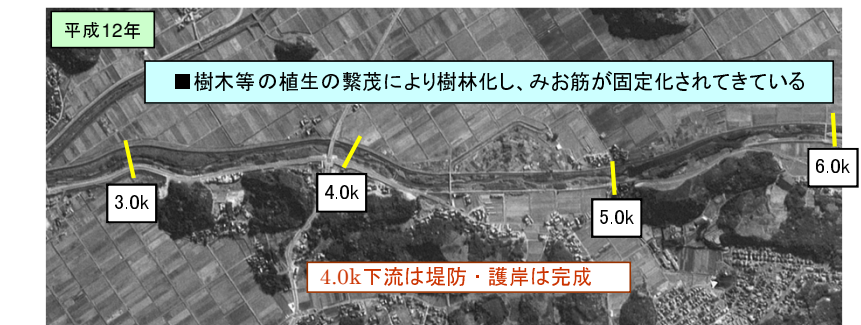 平成12年
■樹木等の植生の繫茂により樹林化し、みお筋が固定化されてきている
3.0k
4.0k
5.0k
6.0k
4.0k下流は堤防・護岸は完成